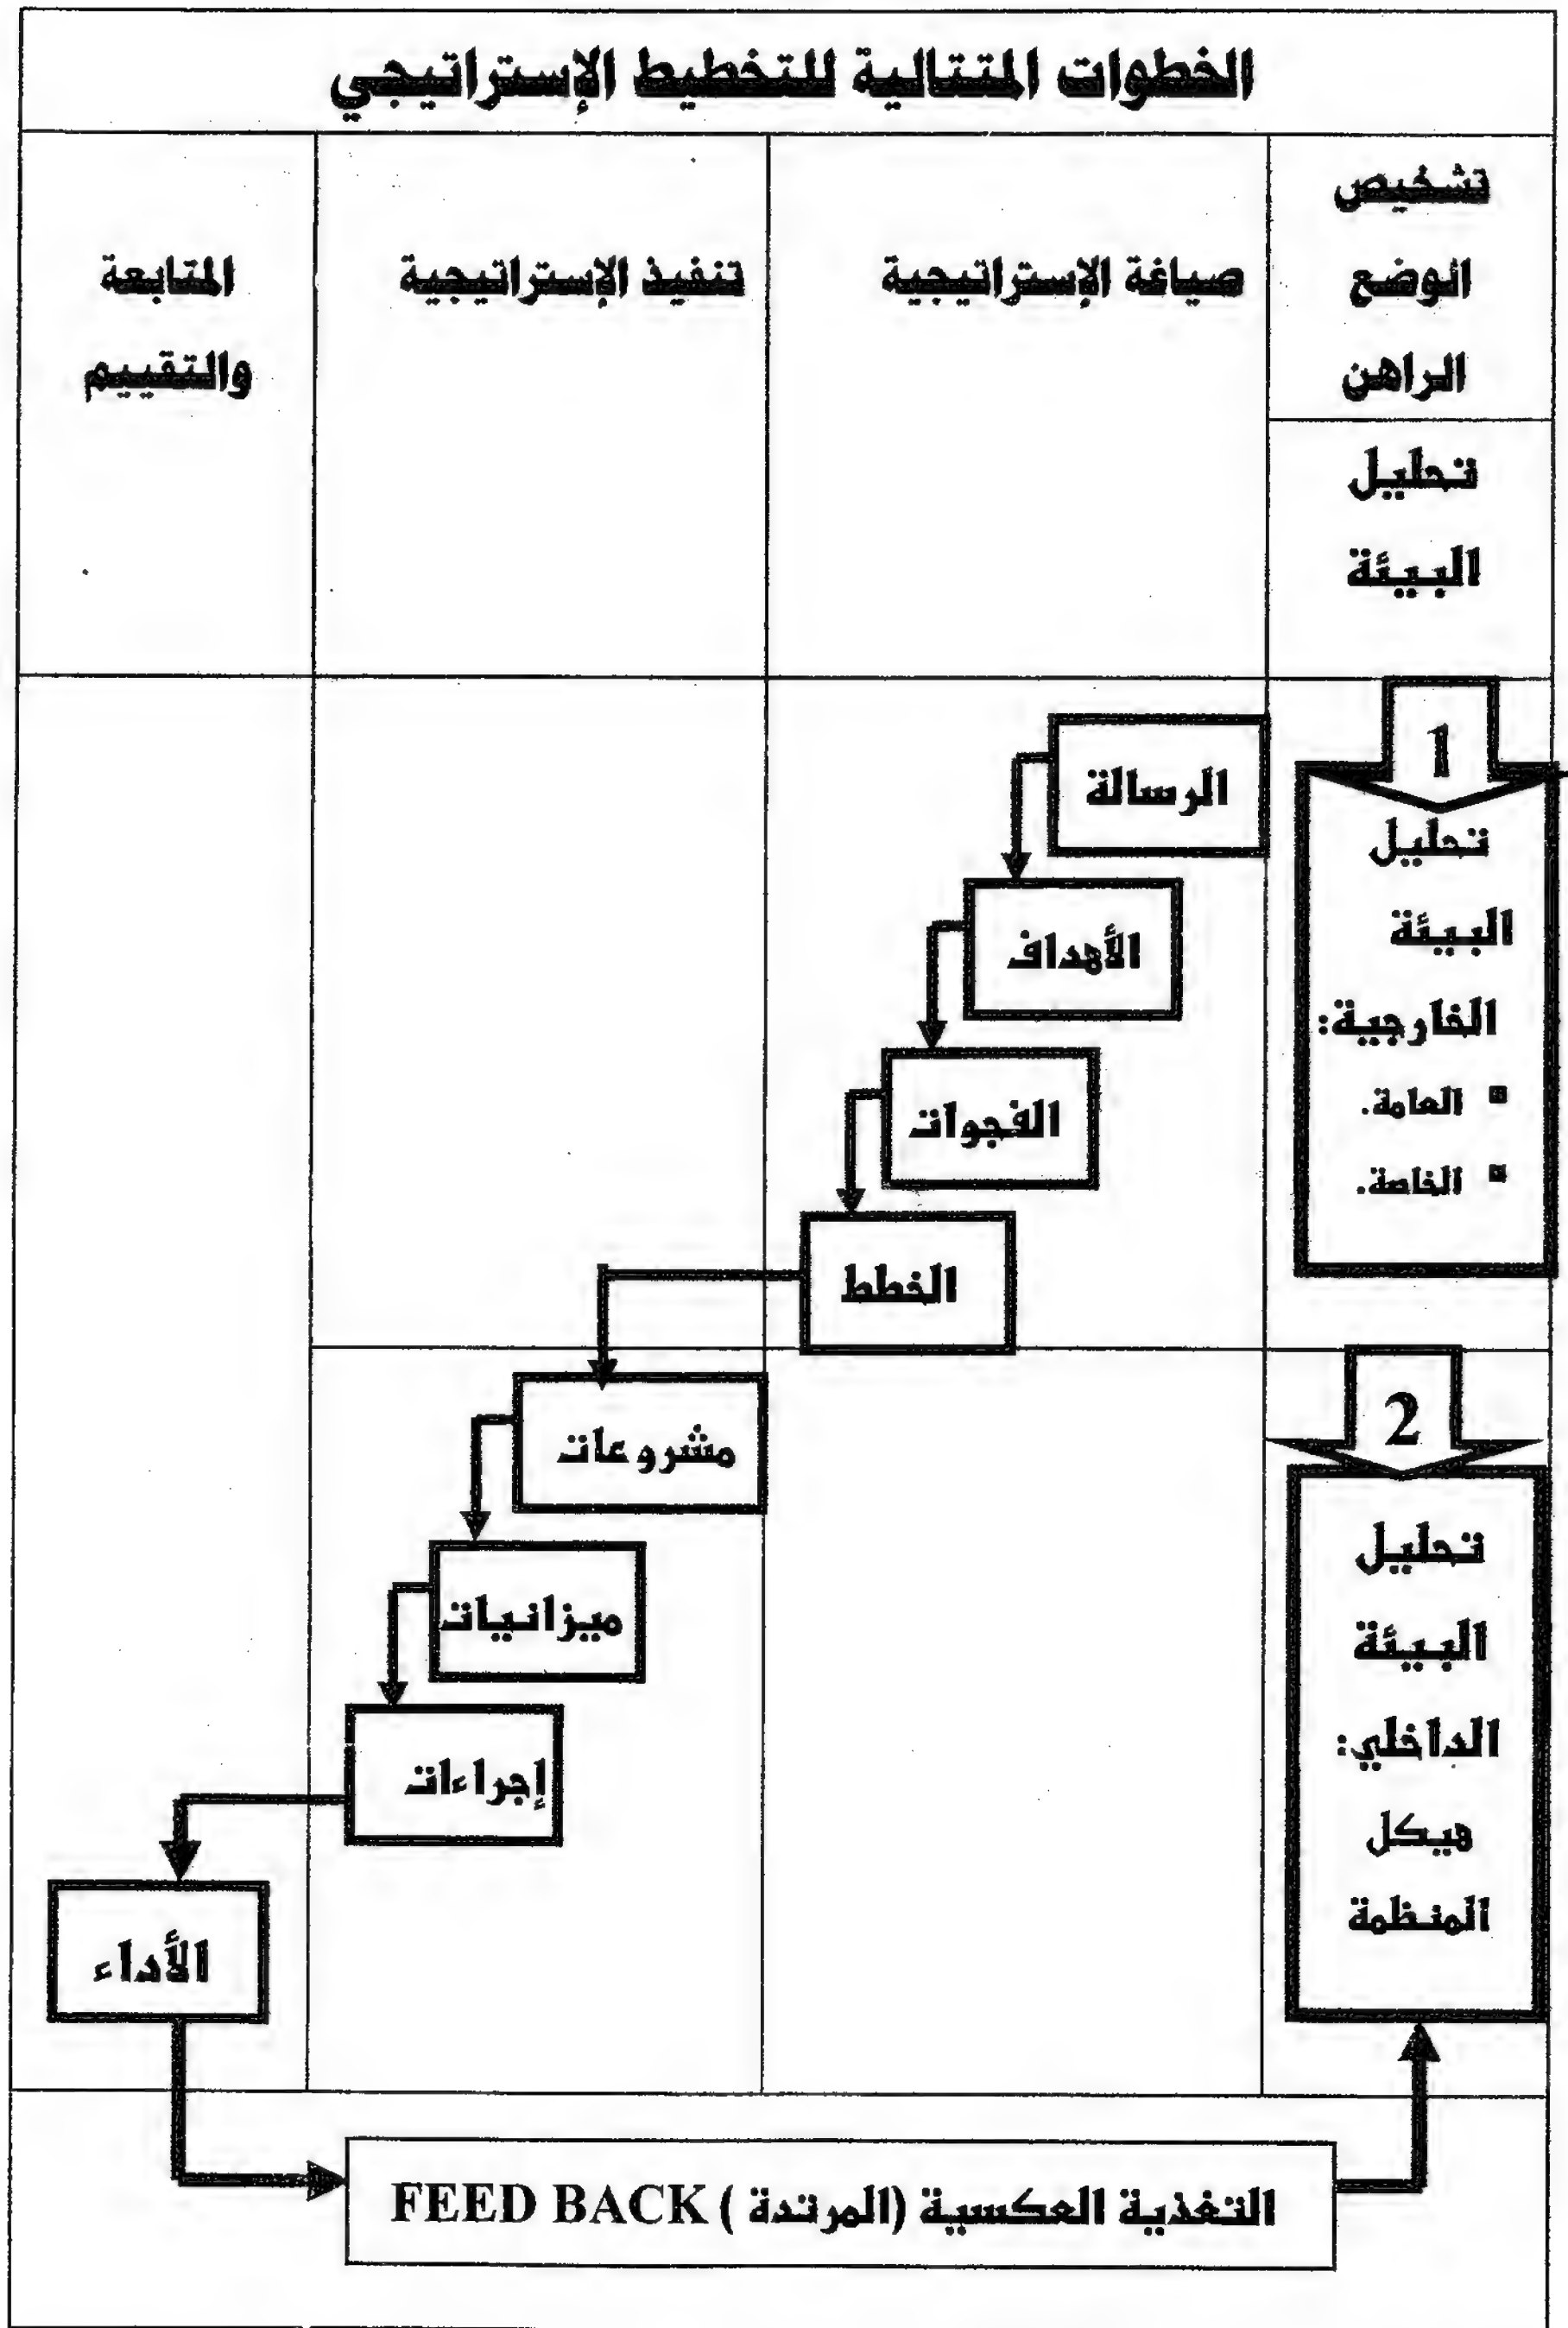 الخطوات المتتالية للتخطيط الإستراتيجي
تشخيص
الوضع
الراهن
تحليل
البيئة
صياغة الإستراتيجية
تنفيذ الإستراتيجية
المتابعة
والتقييم
1
تحليل
البيئة
الخارجية:
▪ العامة.
▪ الخاصة.
الرسالة
الأهداف
الفجوات
الخطط
2
تحليل
البيئة
الداخلي:
هيكل
المنظمة
مشروعات
ميزانيات
إجراءات
الأداء
التغذية العكسية (المرتدة ) FEED BACK